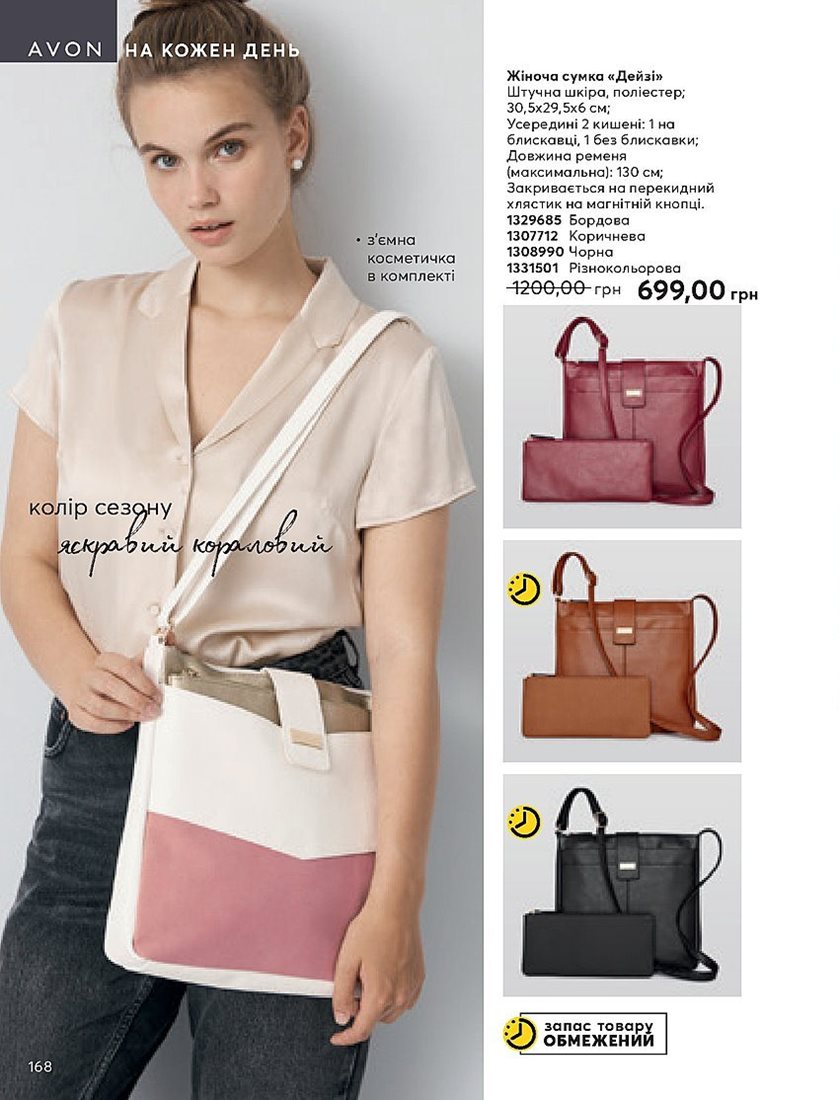 AVON НА КОЖЕН ДЕНЬ
• з'ємна
косметичка
в комплекті
колір сезону
яскравий кораловий
Жіноча сумка «Дейзі»
Штучна шкіра, поліестер;
30,5х29,5х6 см;
Усередині 2 кишені: 1 на
блискавці, 1 без блискавки;
Довжина ременя
(максимальна): 130 см;
Закривається на перекидний
хлястик на магнітній кнопці.
1329685 Бордова
1307712 Коричнева
1308990 Чорна
1331501 Різнокольорова
1200,00 грн 699,00 грн
запас товару
ОБМЕЖЕНИЙ
168